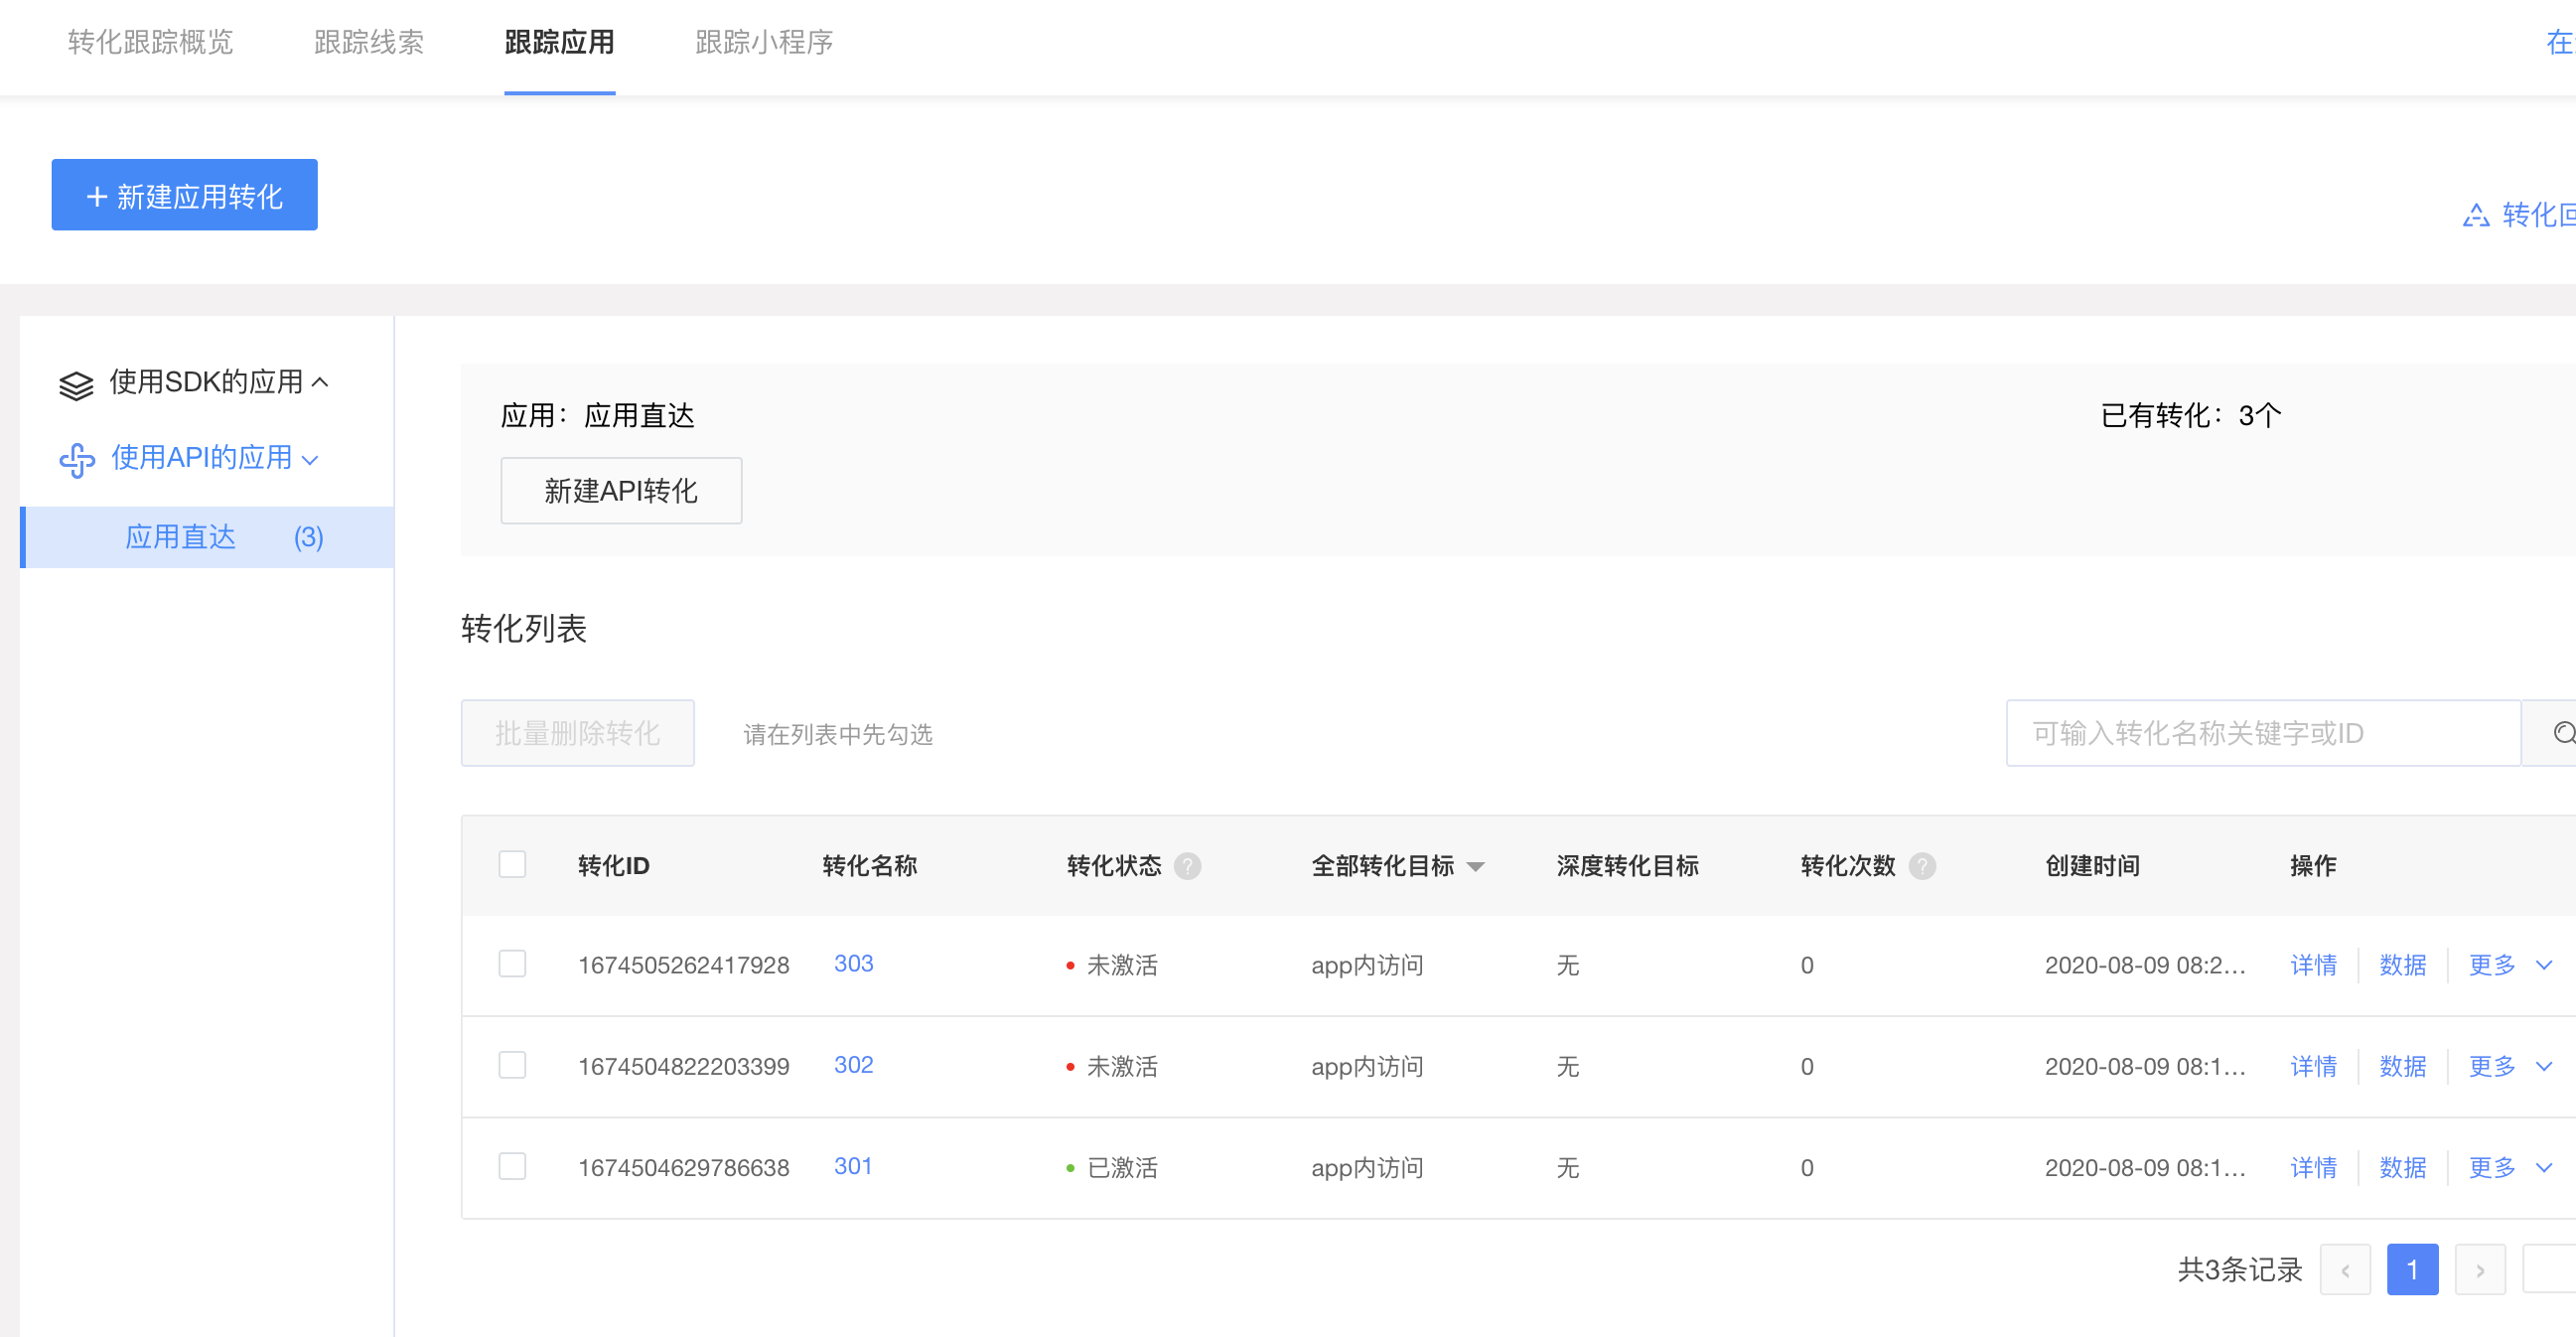 转化跟踪概览 跟踪线索 跟踪应用 跟踪小程序 在
+ 新建应用转化
转化回
使用SDK的应用
使用API的应用
应用直达 (3)
应用：应用直达 已有转化：3个
新建API转化
转化列表
批量删除转化 请在列表中先勾选 可输入转化名称关键字或ID
转化ID 转化名称 转化状态 ? 全部转化目标 深度转化目标 转化次数 ? 创建时间 操作
1674505262417928 303 未激活 app内访问 无 0 2020-08-09 08:2... 详情 数据 更多
1674504822203399 302 未激活 app内访问 无 0 2020-08-09 08:1... 详情 数据 更多
1674504629786638 301 已激活 app内访问 无 0 2020-08-09 08:1... 详情 数据 更多
共3条记录 ‹ 1 ›